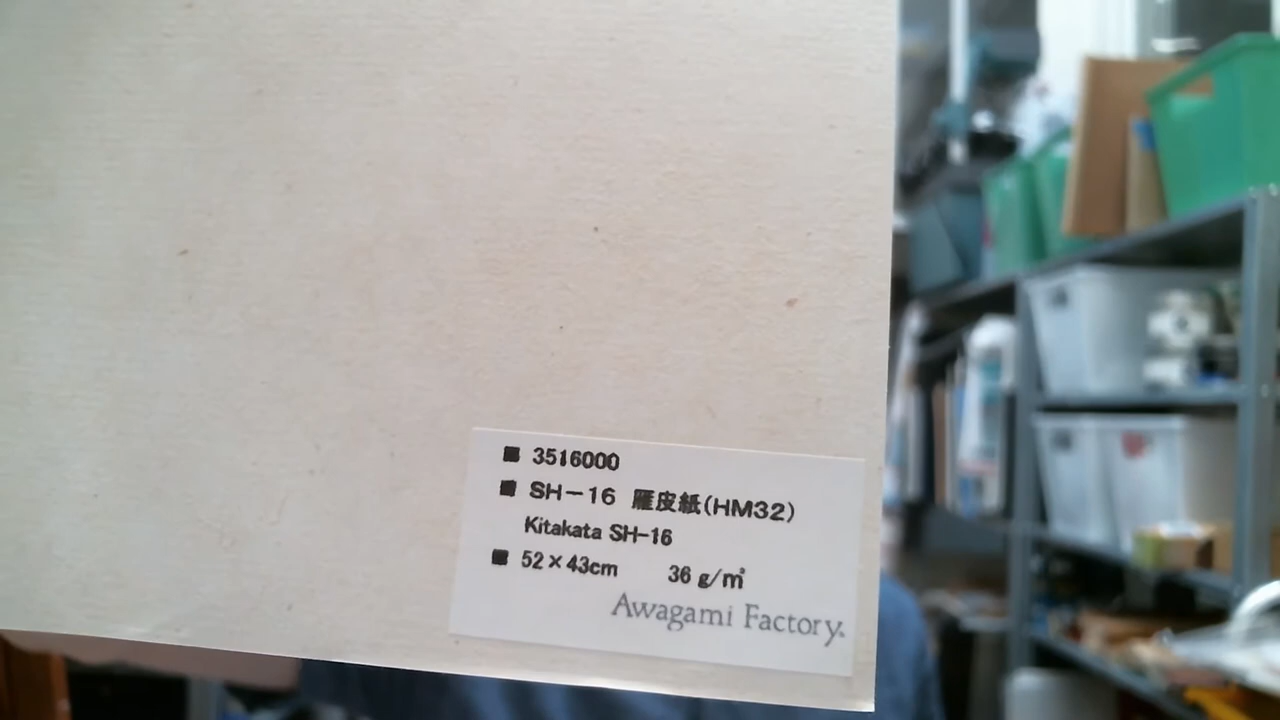 ■ 3516000
■ SH-16 雁皮紙(HM32)
Kitakata SH-16
■ 52×43cm 36 g/㎡
Awagami Factory.